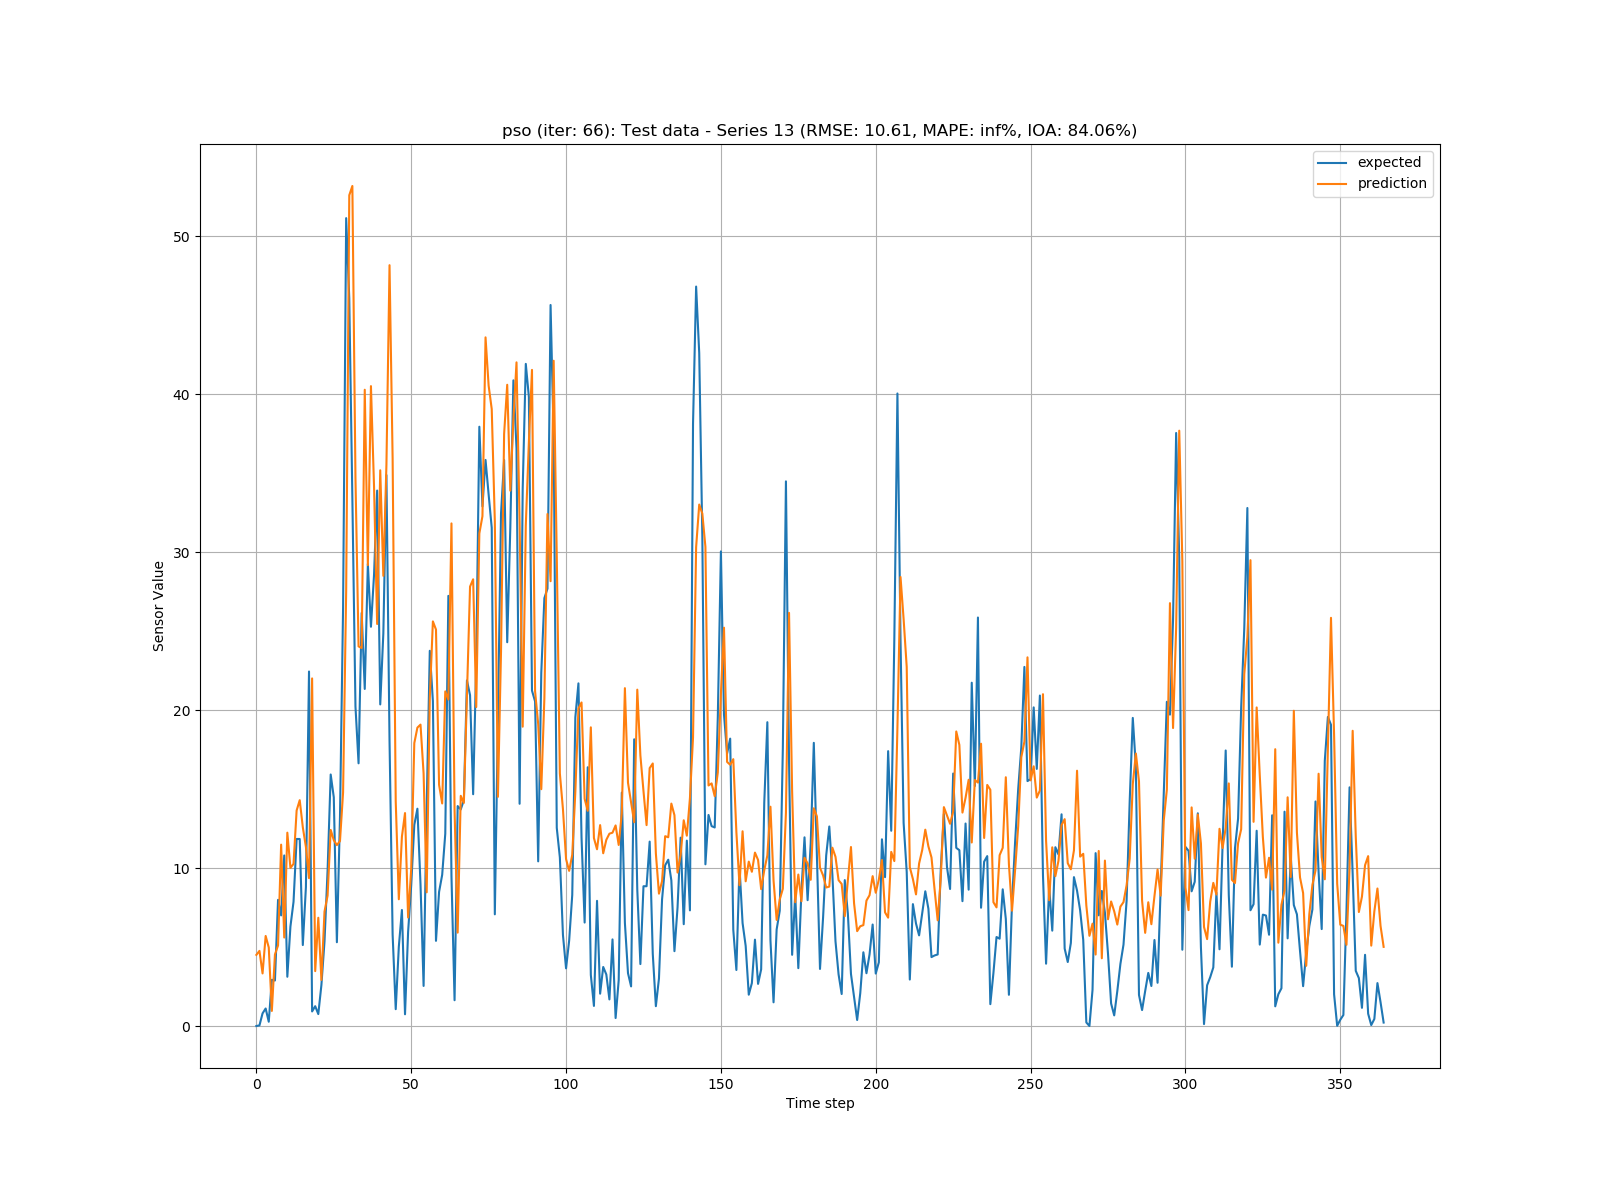 pso (iter: 66): Test data - Series 13 (RMSE: 10.61, MAPE: inf%, IOA: 84.06%)
expected
prediction
50
40
30
20
10
0
Sensor Value
0 50 100 150 200 250 300 350
Time step